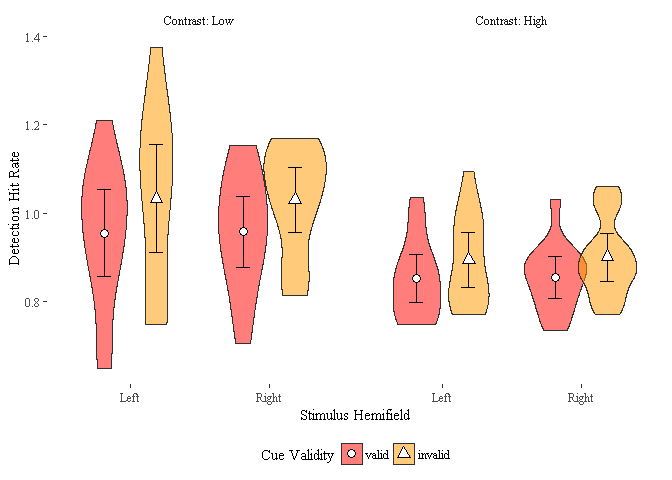 Contrast: Low
Contrast: High
1.4
1.2
1.0
0.8
Detection Hit Rate
Left
Right
Left
Right
Stimulus Hemifield
Cue Validity valid invalid